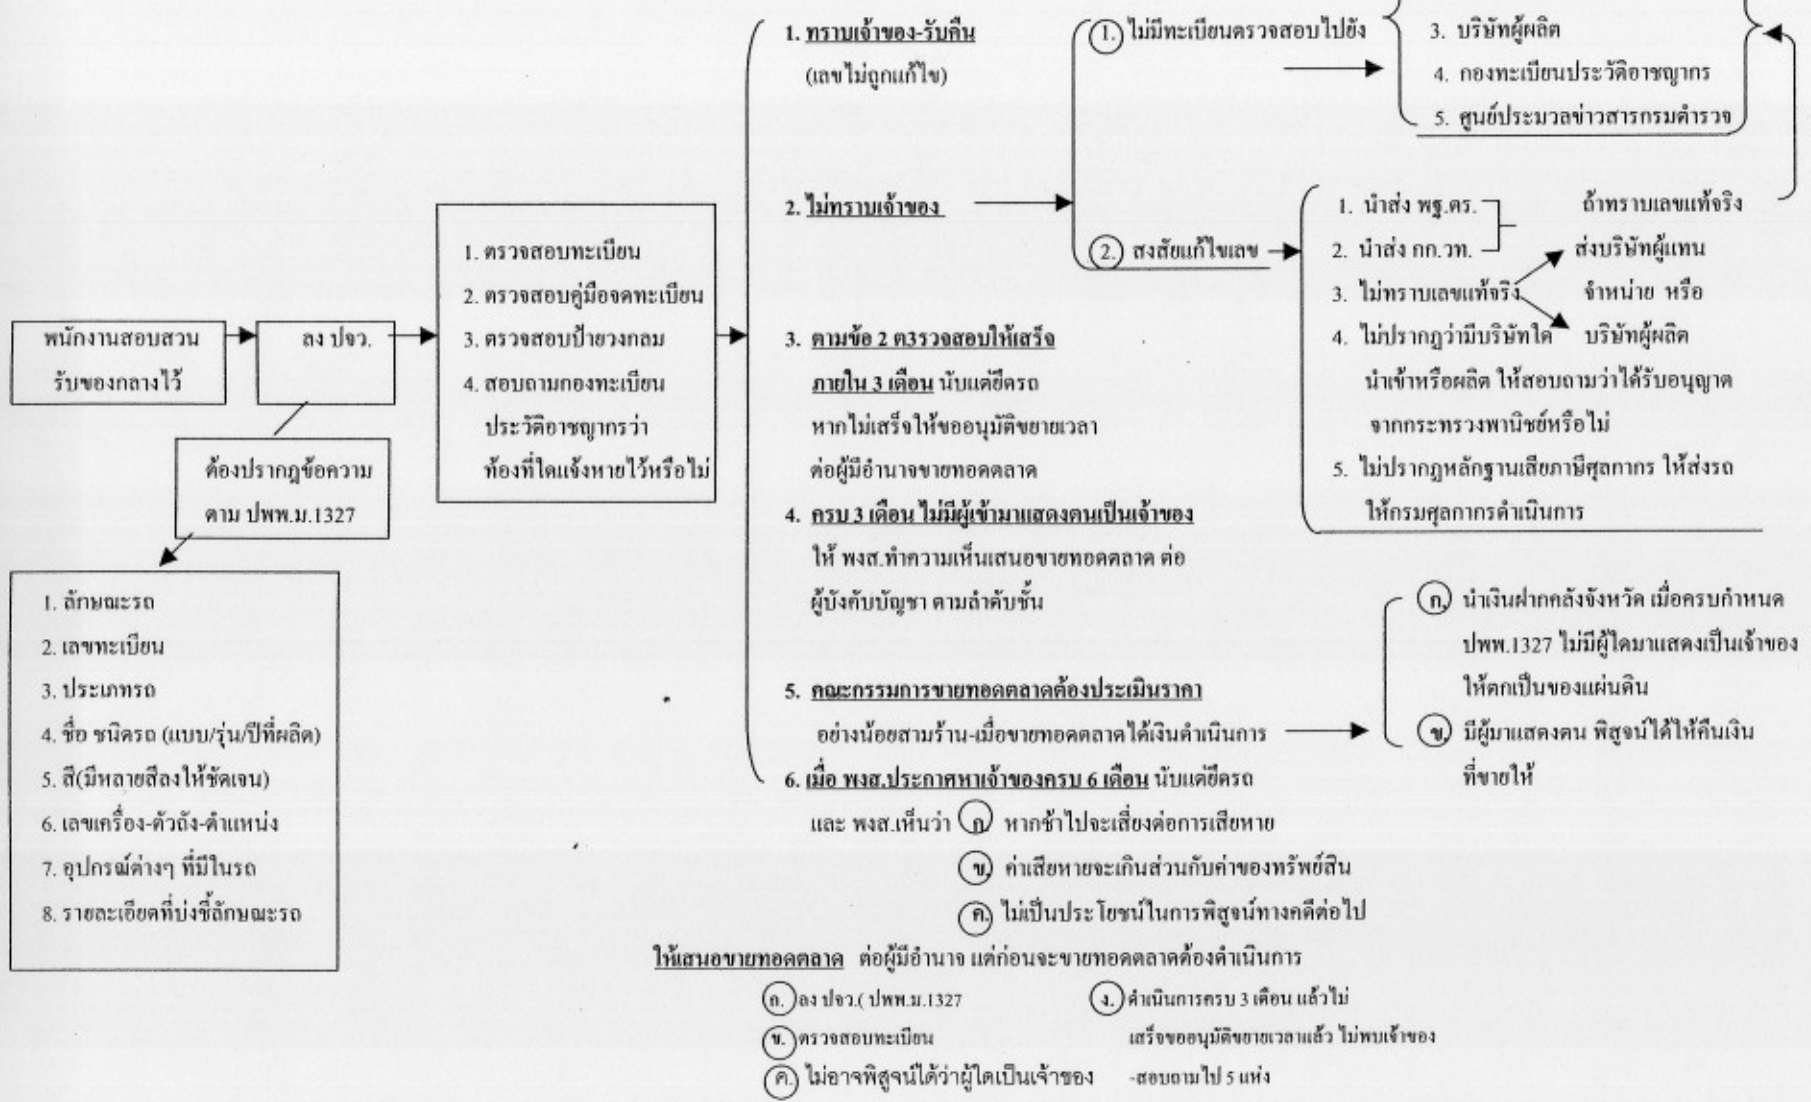 พนักงานสอบสวน
รับของกลางไว้
ลง ปจว.
ต้องปรากฎข้อความ
ตาม ปพพ.ม.1327
1. ลักษณะรถ
2. เลขทะเบียน
3. ประเภทรถ
4. ชื่อ ชนิดรถ (แบบ/รุ่น/ปีที่ผลิต)
5. สี(มีหลายสีลงให้ชัดเจน)
6. เลขเครื่อง-ตัวถัง-ตำแหน่ง
7. อุปกรณ์ต่างๆ ที่มีในรถ
8. รายละเอียดที่บ่งชี้ลักษณะรถ
1. ตรวจสอบทะเบียน
2. ตรวจสอบคู่มือจดทะเบียน
3. ตรวจสอบป้ายวงกลม
4. สอบถามกองทะเบียน
ประวัติอาชญากรว่า
ท้องที่ใดแจ้งหายไว้หรือไม่
1. ทราบเจ้าของ-รับคืน
(เลขไม่ถูกแก้ไข)
2. ไม่ทราบเจ้าของ
3. ตามข้อ 2 ต3รวจสอบให้เสร็จ
ภายใน 3 เดือน นับแต่ยึดรถ
หากไม่เสร็จให้ขออนุมัติขยายเวลา
ต่อผู้มีอำนาจขายทอดตลาด
4. ครบ 3 เดือน ไม่มีผู้เข้ามาแสดงตนเป็นเจ้าของ
ให้ พงส.ทำความเห็นเสนอขายทอดตลาด ต่อ
ผู้บังคับบัญชา ตามลำดับชั้น
5. คณะกรรมการขายทอดตลาดต้องประเมินราคา
อย่างน้อยสามร้าน-เมื่อขายทอดตลาดได้เงินดำเนินการ
6. เมื่อ พงส.ประกาศหาเจ้าของครบ 6 เดือน นับแต่ยึดรถ
และ พงส.เห็นว่า ก. หากช้าไปจะเสี่ยงต่อการเสียหาย
ข. ค่าเสียหายจะเกินส่วนกับค่าของทรัพย์สิน
ค. ไม่เป็นประโยชน์ในการพิสูจน์ทางคดีต่อไป
ให้เสนอขายทอดตลาด ต่อผู้มีอำนาจ แต่ก่อนจะขายทอดตลาดต้องดำเนินการ
ก. ลง ปจว.( ปพพ.ม.1327
ข. ตรวจสอบทะเบียน
ค. ไม่อาจพิสูจน์ได้ว่าผู้ใดเป็นเจ้าของ
ง. ดำเนินการครบ 3 เดือน แล้วไม่
เสร็จขออนุมัติขยายเวลาแล้ว ไม่พบเจ้าของ
-สอบถามไป 5 แห่ง
1. ไม่มีทะเบียนตรวจสอบไปยัง
3. บริษัทผู้ผลิต
4. กองทะเบียนประวัติอาชญากร
5. ศูนย์ประมวลข่าวสารกรมตำรวจ
2. สงสัยแก้ไขเลข
1. นำส่ง พฐ.ตร.
2. นำส่ง กก.วท.
3. ไม่ทราบเลขแท้จริง
4. ไม่ปรากฎว่ามีบริษัทใด
นำเข้าหรือผลิต ให้สอบถามว่าได้รับอนุญาต
จากกระทรวงพานิชย์หรือไม่
5. ไม่ปรากฎหลักฐานเสียภาษีศุลกากร ให้ส่งรถ
ให้กรมศุลกากรดำเนินการ
ถ้าทราบเลขแท้จริง
ส่งบริษัทผู้แทน
จำหน่าย หรือ
บริษัทผู้ผลิต
ก. นำเงินฝากคลังจังหวัด เมื่อครบกำหนด
ปพพ.1327 ไม่มีผู้ใดมาแสดงเป็นเจ้าของ
ให้ตกเป็นของแผ่นดิน
ข. มีผู้มาแสดงตน พิสูจน์ได้ให้คืนเงิน
ที่ขายให้